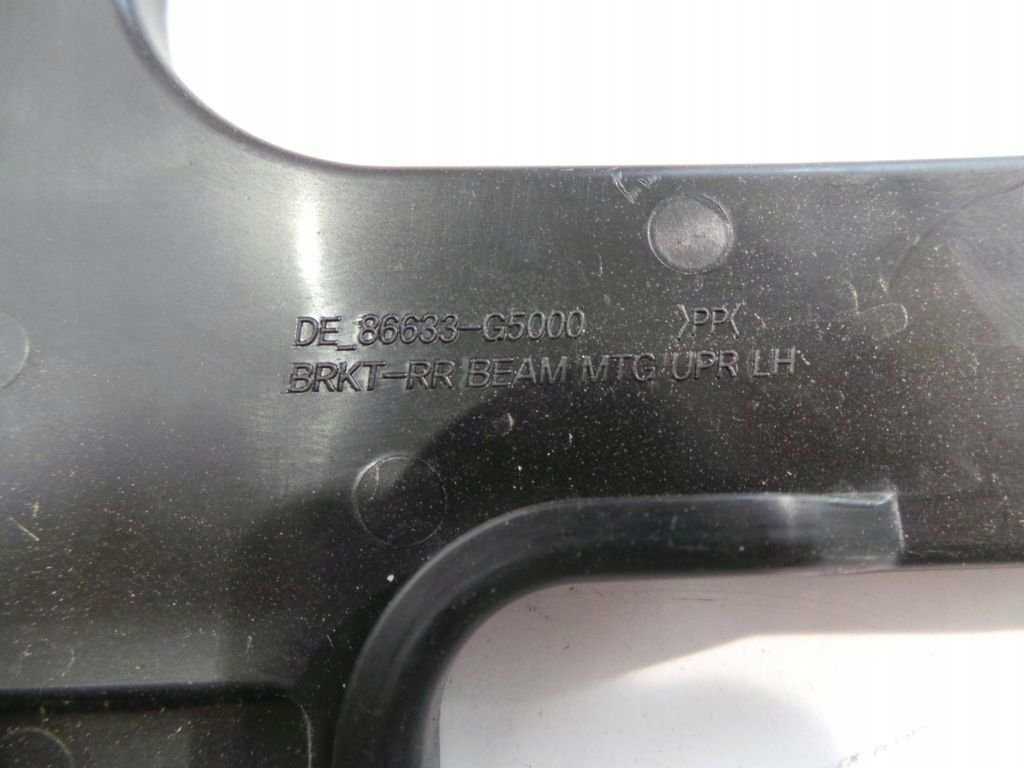 DE_86633-G5000 >PP<
BRKT-RR BEAM MTG UPR LH